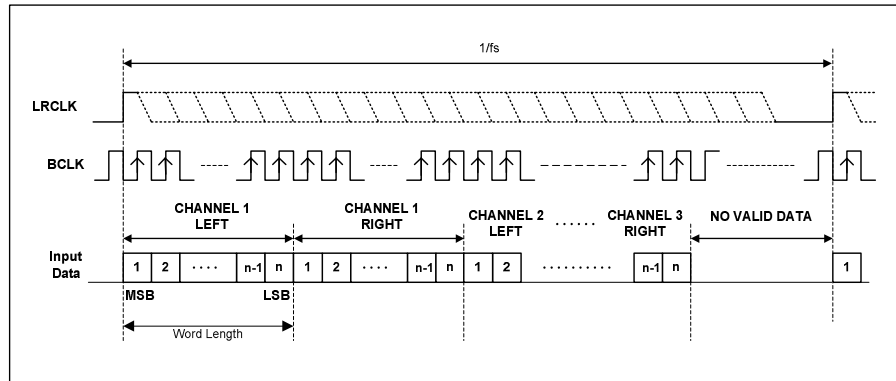 1/fs
LRCLK
BCLK
CHANNEL 1
LEFT
CHANNEL 1
RIGHT
CHANNEL 2
LEFT
CHANNEL 3
RIGHT
NO VALID DATA
Input
Data
1 2 n-1 n 1 2 n-1 n 1 2 n-1 n 1
MSB LSB
Word Length